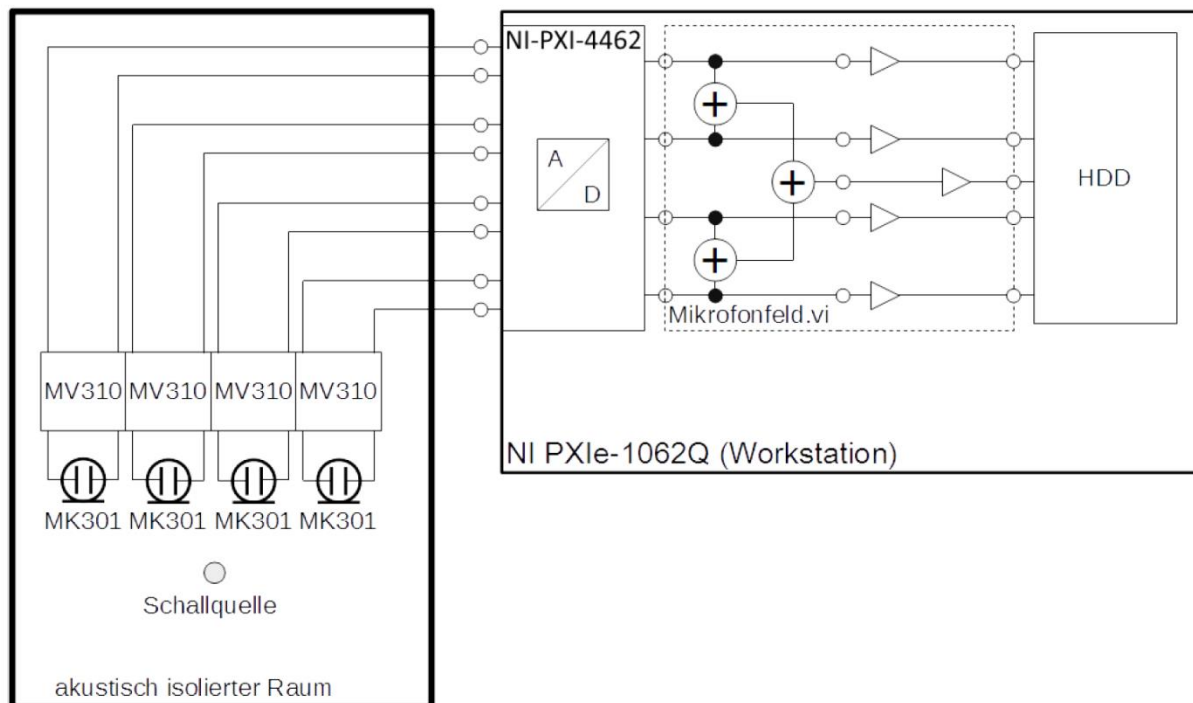 NI-PXI-4462
A
D
+
+
+
HDD
Mikrofonfeld.vi
NI PXIe-1062Q (Workstation)
MV310 MV310 MV310 MV310
MK301 MK301 MK301 MK301
Schallquelle
akustisch isolierter Raum